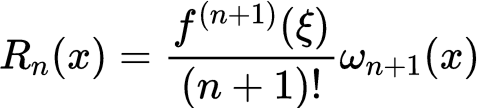 $R_n(x) = \frac{f^{(n+1)}(\xi)}{(n+1)!} \omega_{n+1}(x)$